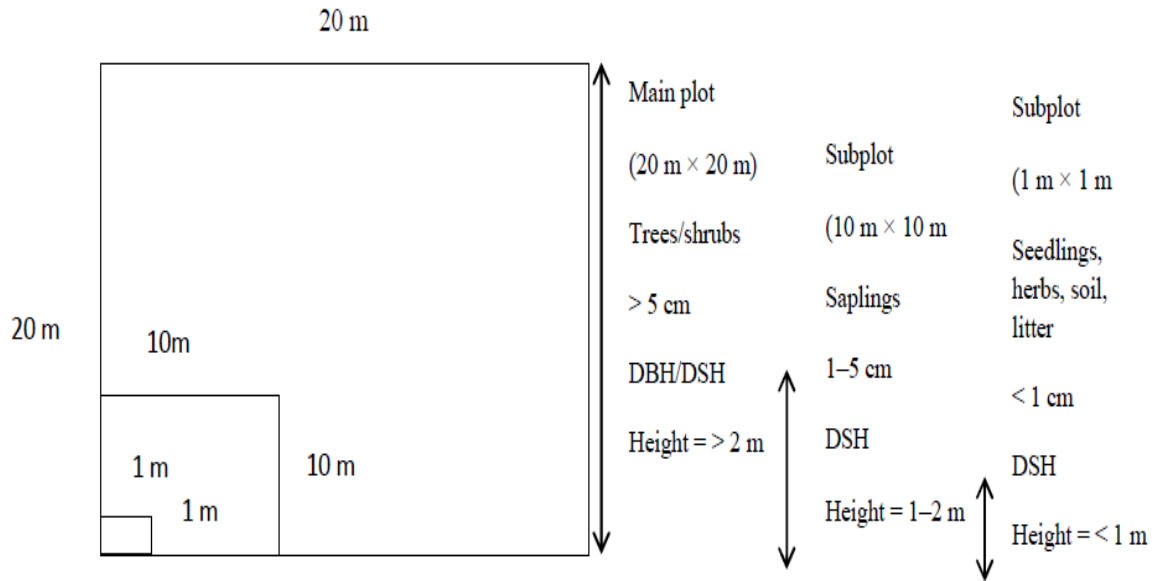 20 m
20 m
10m
10 m
1 m
1 m
Main plot
(20 m × 20 m)
Trees/shrubs
> 5 cm
DBH/DSH
Height = > 2 m
Subplot
(10 m × 10 m
Saplings
1–5 cm
DSH
Height = 1–2 m
Subplot
(1 m × 1 m
Seedlings,
herbs, soil,
litter
< 1 cm
DSH
Height = < 1 m